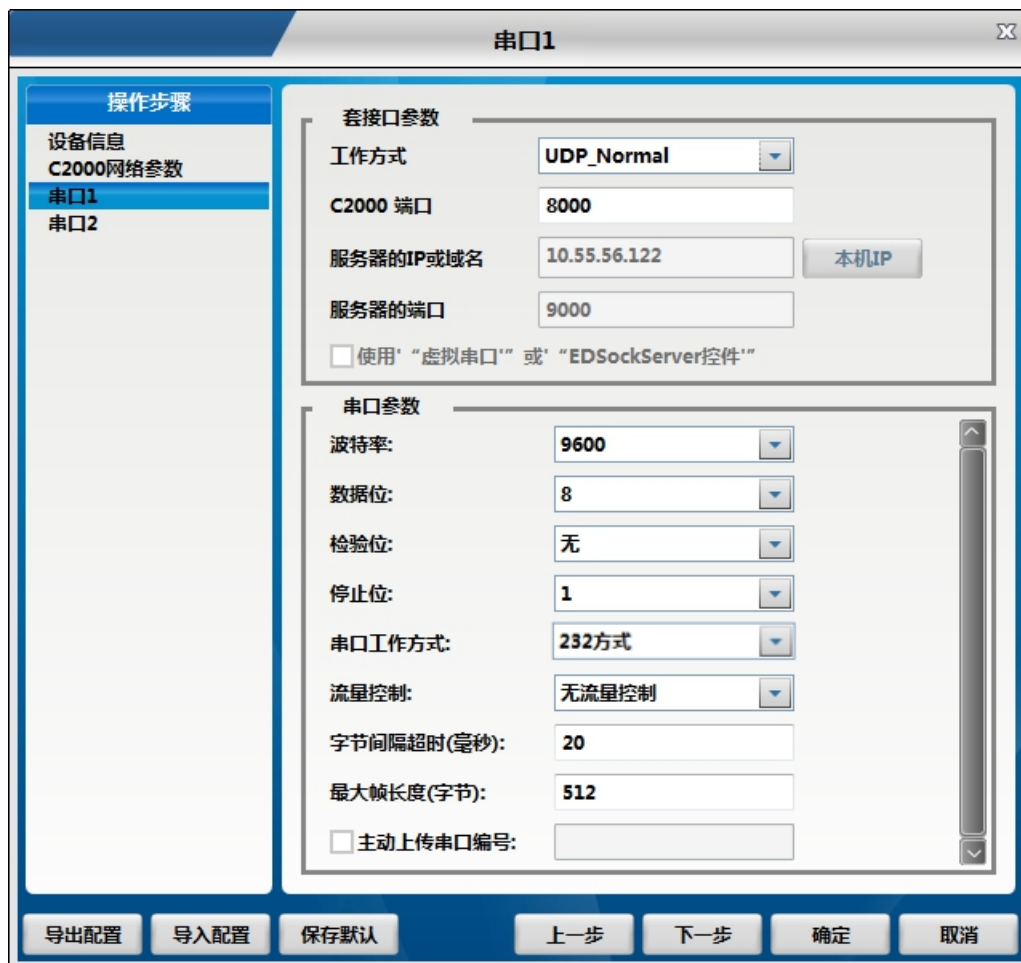 串口1
操作步骤
设备信息
C2000网络参数
串口1
串口2
套接口参数
工作方式 UDP_Normal
C2000 端口 8000
服务器的IP或域名 10.55.56.122 本机IP
服务器的端口 9000
使用' “虚拟串口'” 或' “EDSockServer控件'”
串口参数
波特率: 9600
数据位: 8
检验位: 无
停止位: 1
串口工作方式: 232方式
流量控制: 无流量控制
字节间隔超时(毫秒): 20
最大帧长度(字节): 512
主动上传串口编号:
导出配置 导入配置 保存默认 上一步 下一步 确定 取消